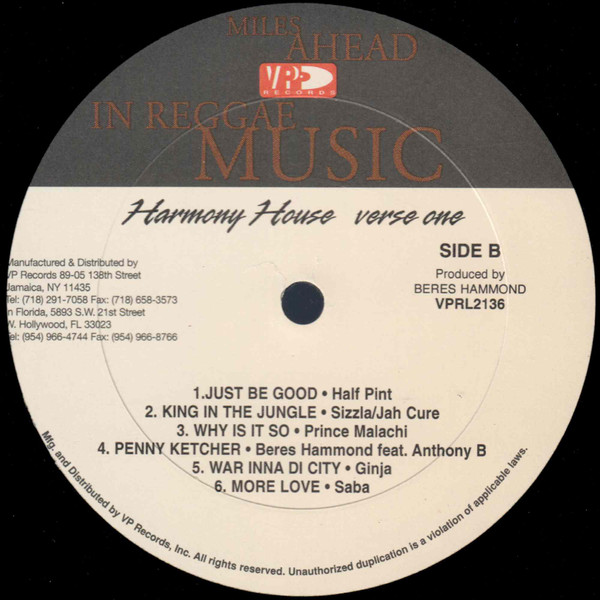 MILES
AHEAD
VP
RECORDS
IN REGGAE
MUSIC
Harmony House verse one
SIDE B
Produced by
BERES HAMMOND
VPRL2136
Manufactured & Distributed by
VP Records 89-05 138th Street
Jamaica, NY 11435
Tel: (718) 291-7058 Fax: (718) 658-3573
In Florida, 5893 S.W. 21st Street
W. Hollywood, FL 33023
Tel: (954) 966-4744 Fax: (954) 966-8766
1.JUST BE GOOD • Half Pint
2. KING IN THE JUNGLE • Sizzla/Jah Cure
3. WHY IS IT SO • Prince Malachi
4. PENNY KETCHER • Beres Hammond feat. Anthony B
5. WAR INNA DI CITY • Ginja
6. MORE LOVE • Saba
Mfg. and Distributed by VP Records, Inc. All rights reserved. Unauthorized duplication is a violation of applicable laws.